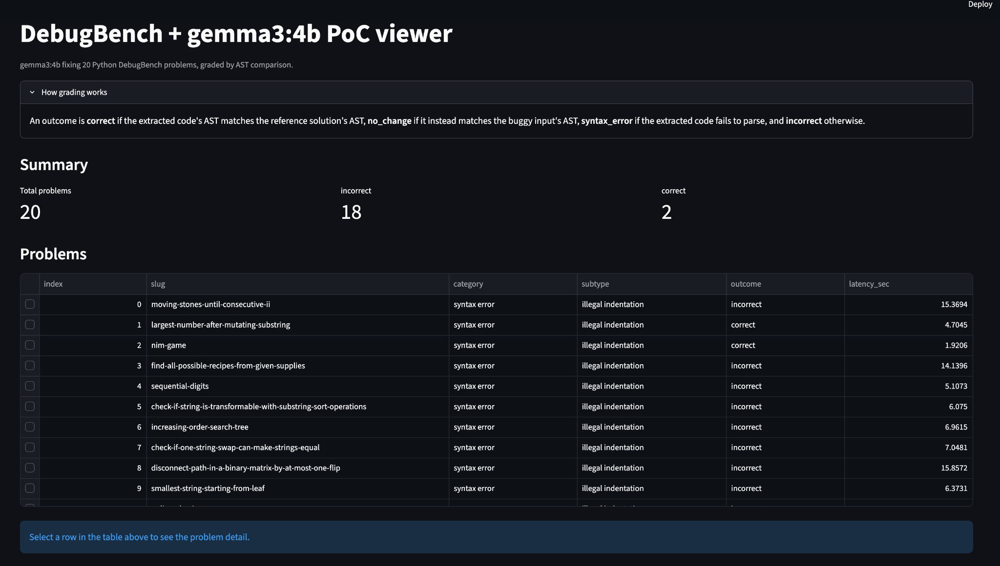 Deploy
DebugBench + gemma3:4b PoC viewer
gemma3:4b fixing 20 Python DebugBench problems, graded by AST comparison.
How grading works
An outcome is correct if the extracted code's AST matches the reference solution's AST, no_change if it instead matches the buggy input's AST, syntax_error if the extracted code fails to parse, and incorrect otherwise.
Summary
Total problems incorrect correct
20 18 2
Problems
index slug category subtype outcome latency_sec
0 moving-stones-until-consecutive-ii syntax error illegal indentation incorrect 15.3694
1 largest-number-after-mutating-substring syntax error illegal indentation correct 4.7045
2 nim-game syntax error illegal indentation correct 1.9206
3 find-all-possible-recipes-from-given-supplies syntax error illegal indentation incorrect 14.1396
4 sequential-digits syntax error illegal indentation incorrect 5.1073
5 check-if-string-is-transformable-with-substring-sort-operations syntax error illegal indentation incorrect 6.075
6 increasing-order-search-tree syntax error illegal indentation incorrect 6.9615
7 check-if-one-string-swap-can-make-strings-equal syntax error illegal indentation incorrect 7.0481
8 disconnect-path-in-a-binary-matrix-by-at-most-one-flip syntax error illegal indentation incorrect 15.8572
9 smallest-string-starting-from-leaf syntax error illegal indentation incorrect 6.3731
Select a row in the table above to see the problem detail.